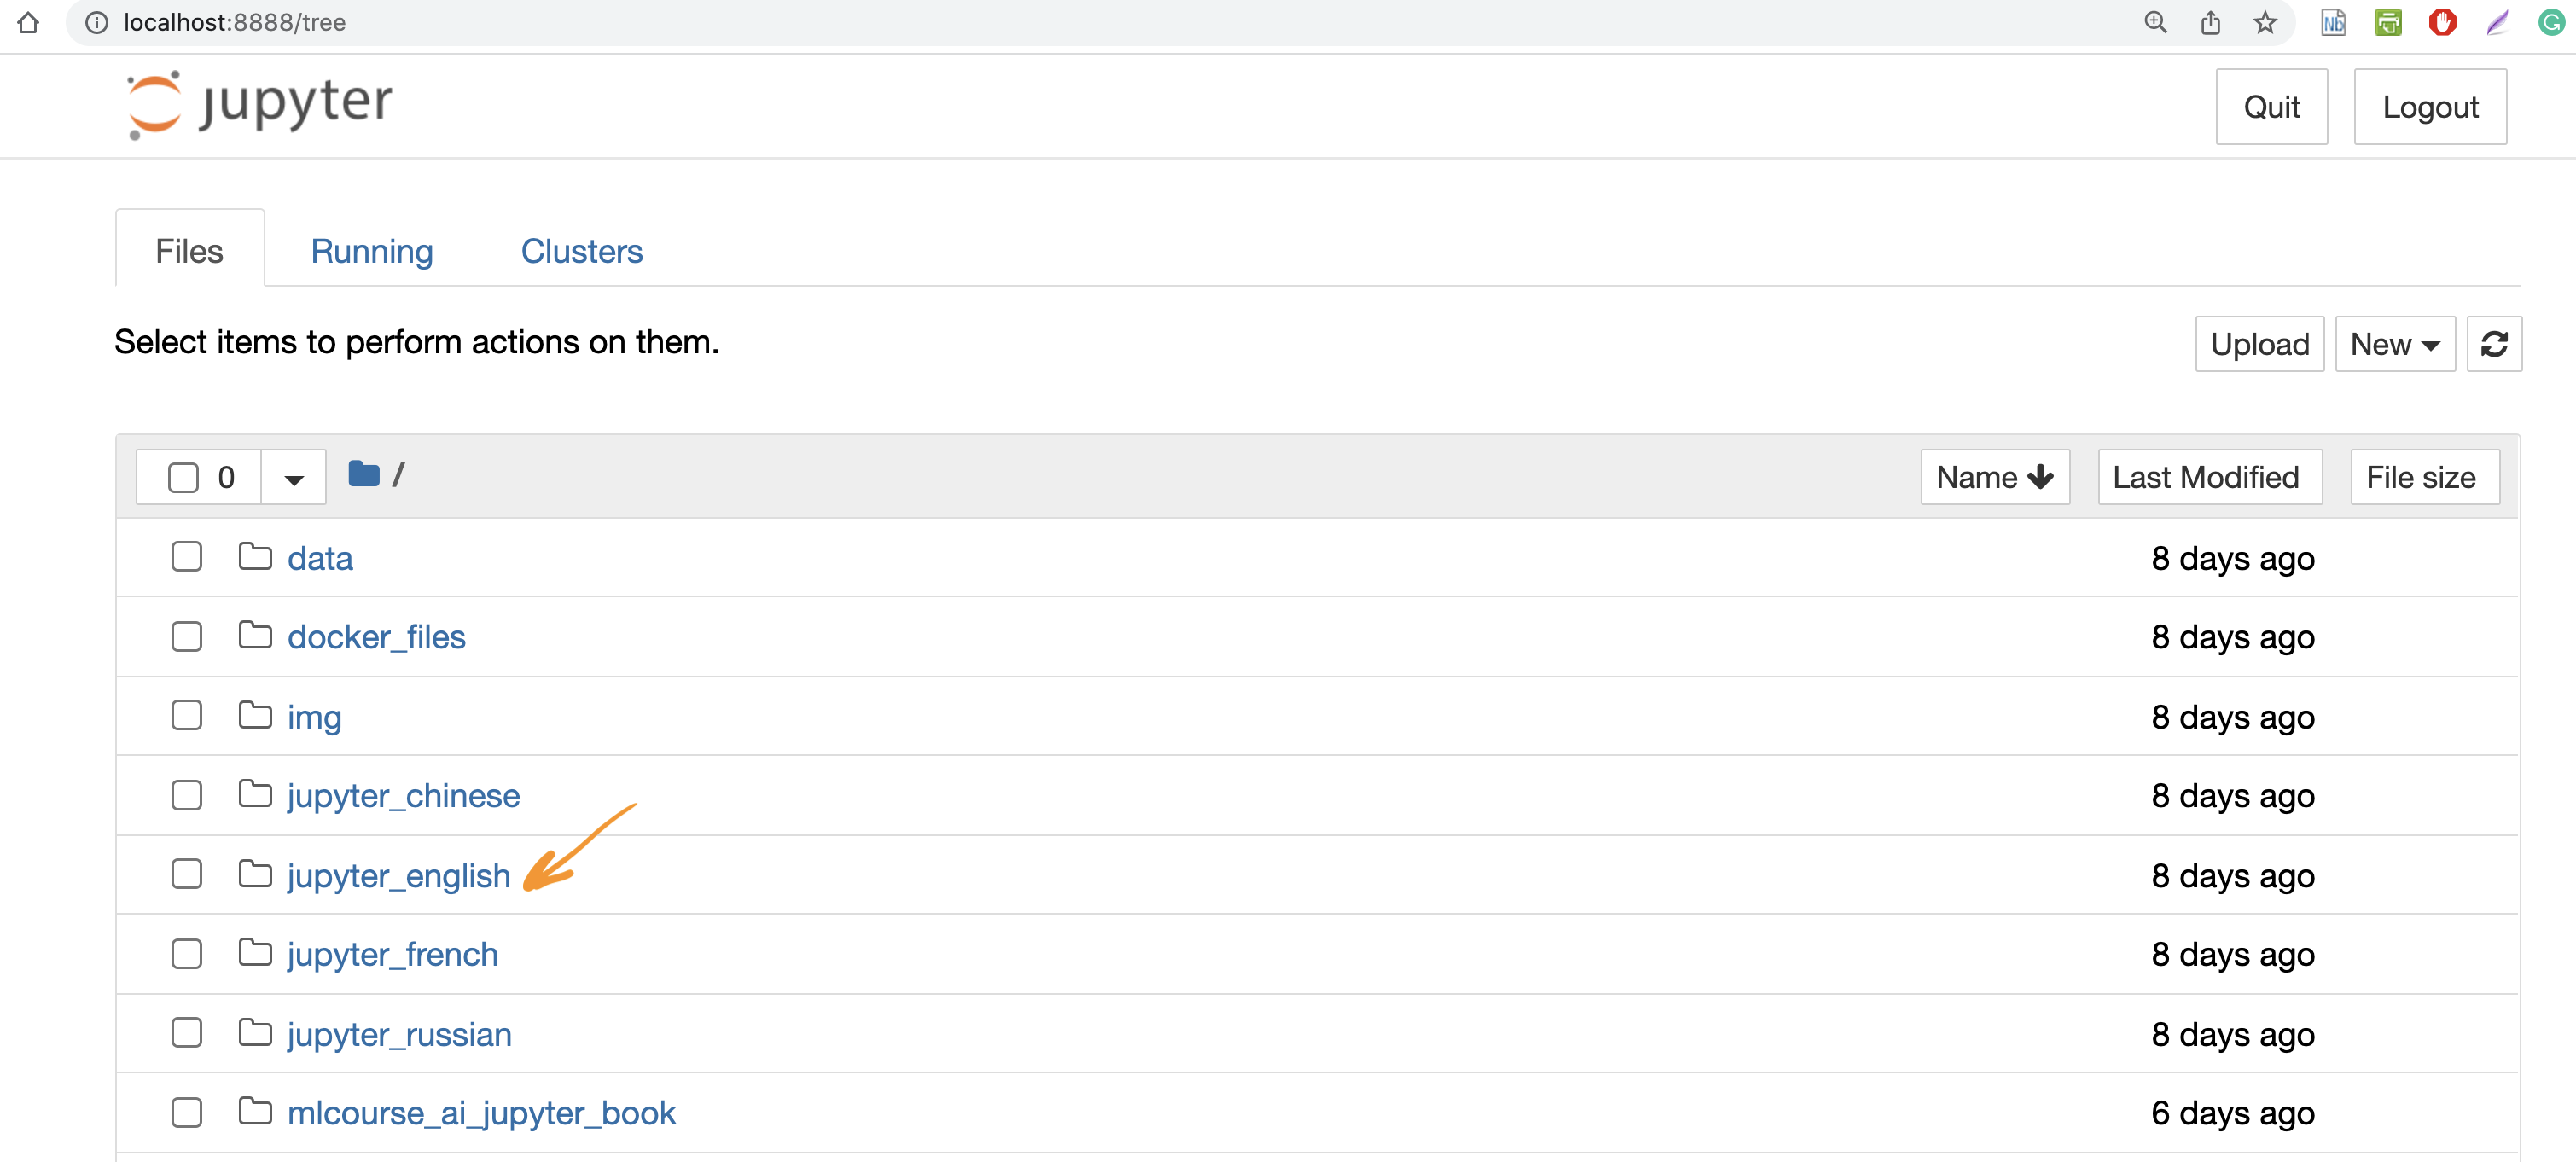 localhost:8888/tree
Nb
jupyter
Quit
Logout
Files
Running
Clusters
Select items to perform actions on them.
Upload
New
0
/
Name
Last Modified
File size
data
8 days ago
docker_files
8 days ago
img
8 days ago
jupyter_chinese
8 days ago
jupyter_english
8 days ago
jupyter_french
8 days ago
jupyter_russian
8 days ago
mlcourse_ai_jupyter_book
6 days ago